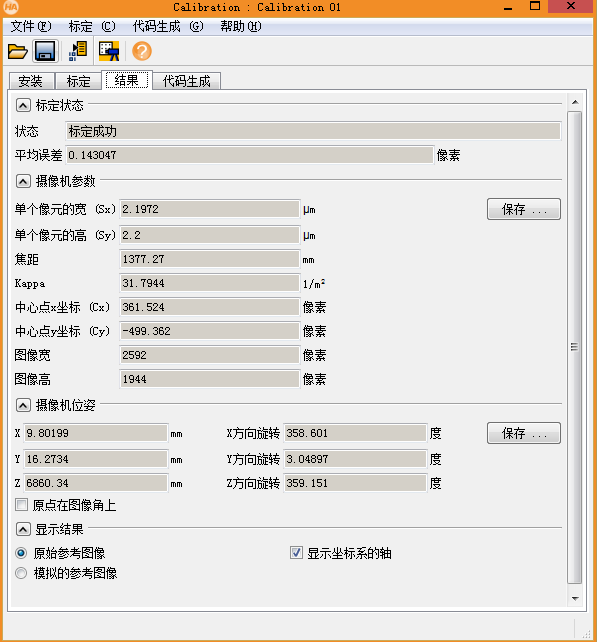 HA Calibration : Calibration 01
文件(F) 标定 (C) 代码生成 (G) 帮助(H)
安装 标定 结果 代码生成
标定状态
状态 标定成功
平均误差 0.143047 像素
摄像机参数
单个像元的宽 (Sx) 2.1972 μm 保存 ...
单个像元的高 (Sy) 2.2 μm
焦距 1377.27 mm
Kappa 31.7944 1/m²
中心点x坐标 (Cx) 361.524 像素
中心点y坐标 (Cy) -499.362 像素
图像宽 2592 像素
图像高 1944 像素
摄像机位姿
X 9.80199 mm X方向旋转 358.601 度 保存 ...
Y 16.2734 mm Y方向旋转 3.04897 度
Z 6860.34 mm Z方向旋转 359.151 度
原点在图像角上
显示结果
原始参考图像 显示坐标系的轴
模拟的参考图像